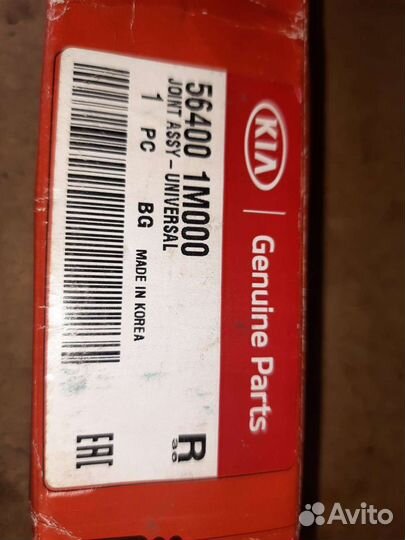 KIA
Genuine Parts
56400 1M000
JOINT ASSY-UNIVERSAL
1 PC BG MADE IN KOREA
R
EAC
Avito